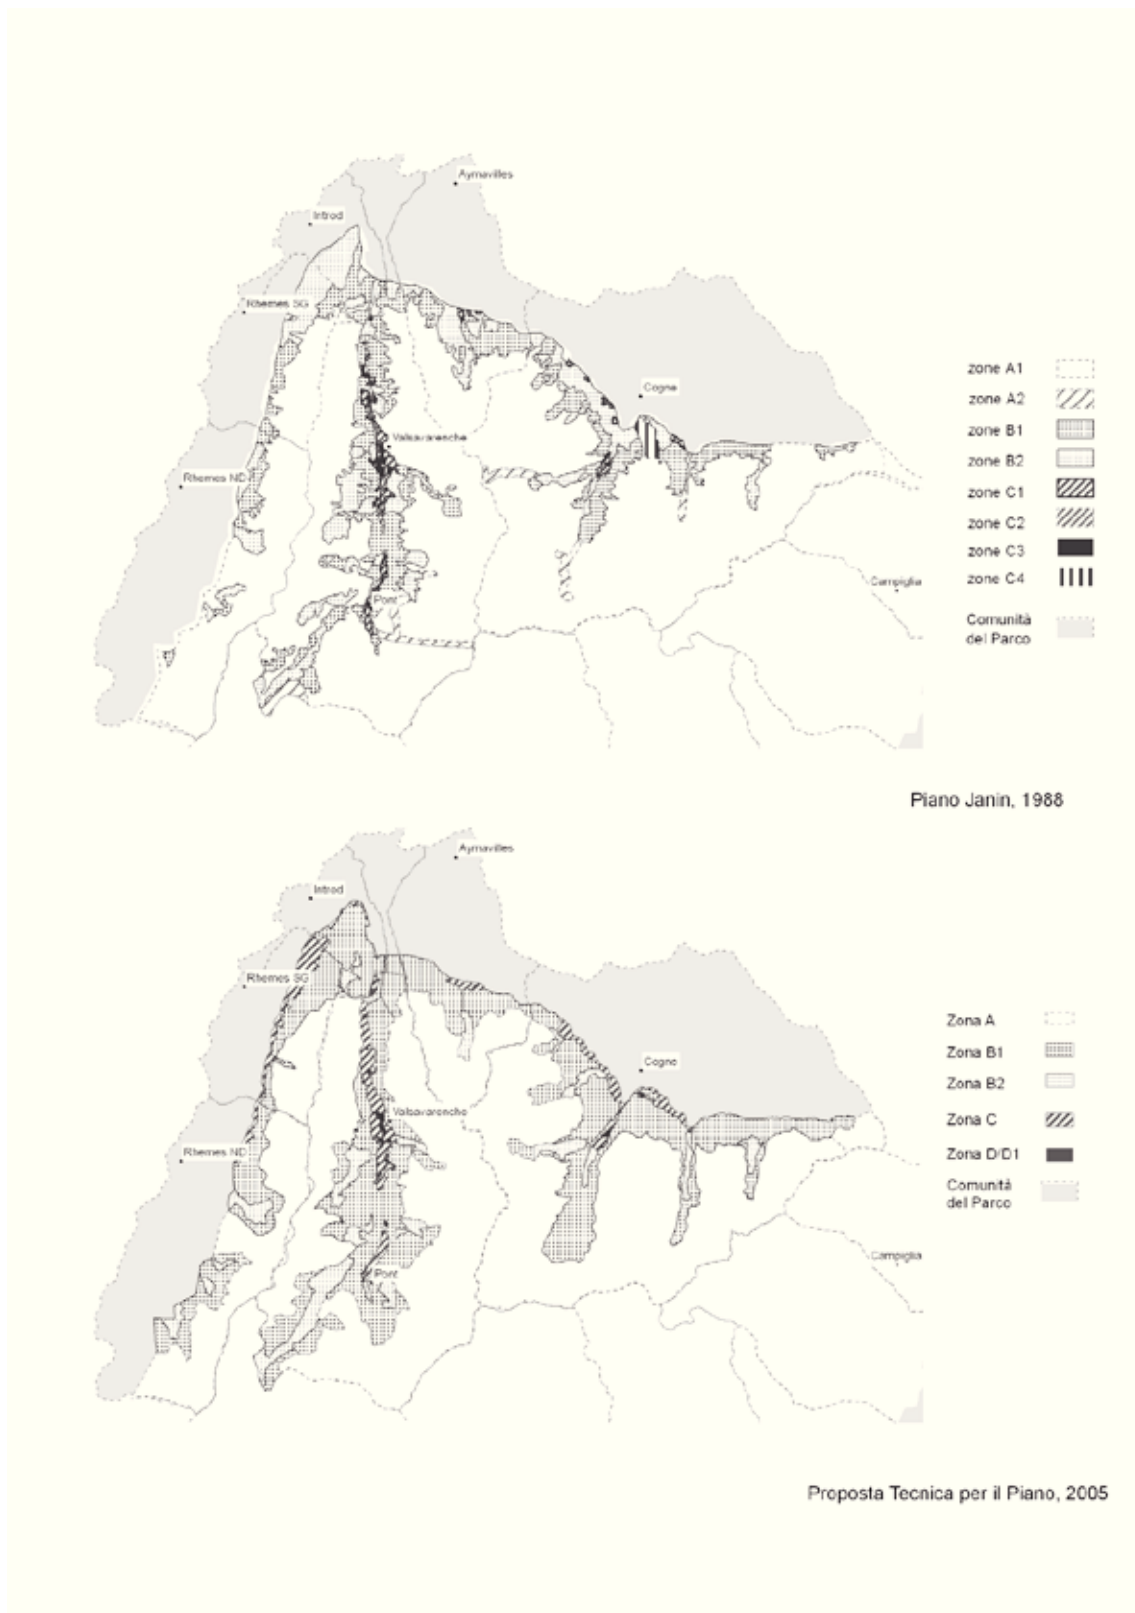 Aymavilles
Introd
Rhemes SG
Cogne
Valsavarenche
Rhemes ND
Pont
Campiglia
zone A1
zone A2
zone B1
zone B2
zone C1
zone C2
zone C3
zone C4
Comunità
del Parco
Piano Janin, 1988
Aymavilles
Introd
Rhemes SG
Cogne
Valsavarenche
Rhemes ND
Pont
Campiglia
Zona A
Zona B1
Zona B2
Zona C
Zona D/D1
Comunità
del Parco
Proposta Tecnica per il Piano, 2005